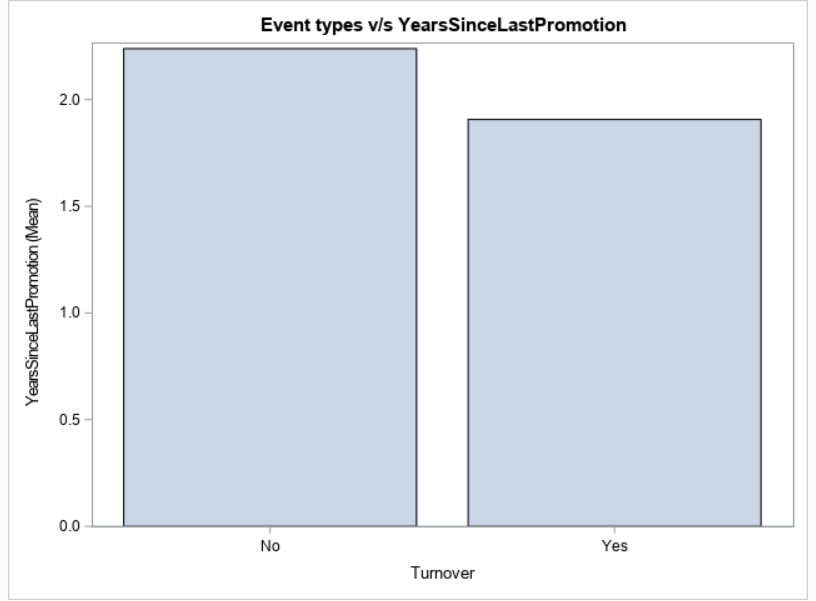 Event types v/s YearsSinceLastPromotion
YearsSinceLastPromotion (Mean)
2.0
1.5
1.0
0.5
0.0
No
Yes
Turnover